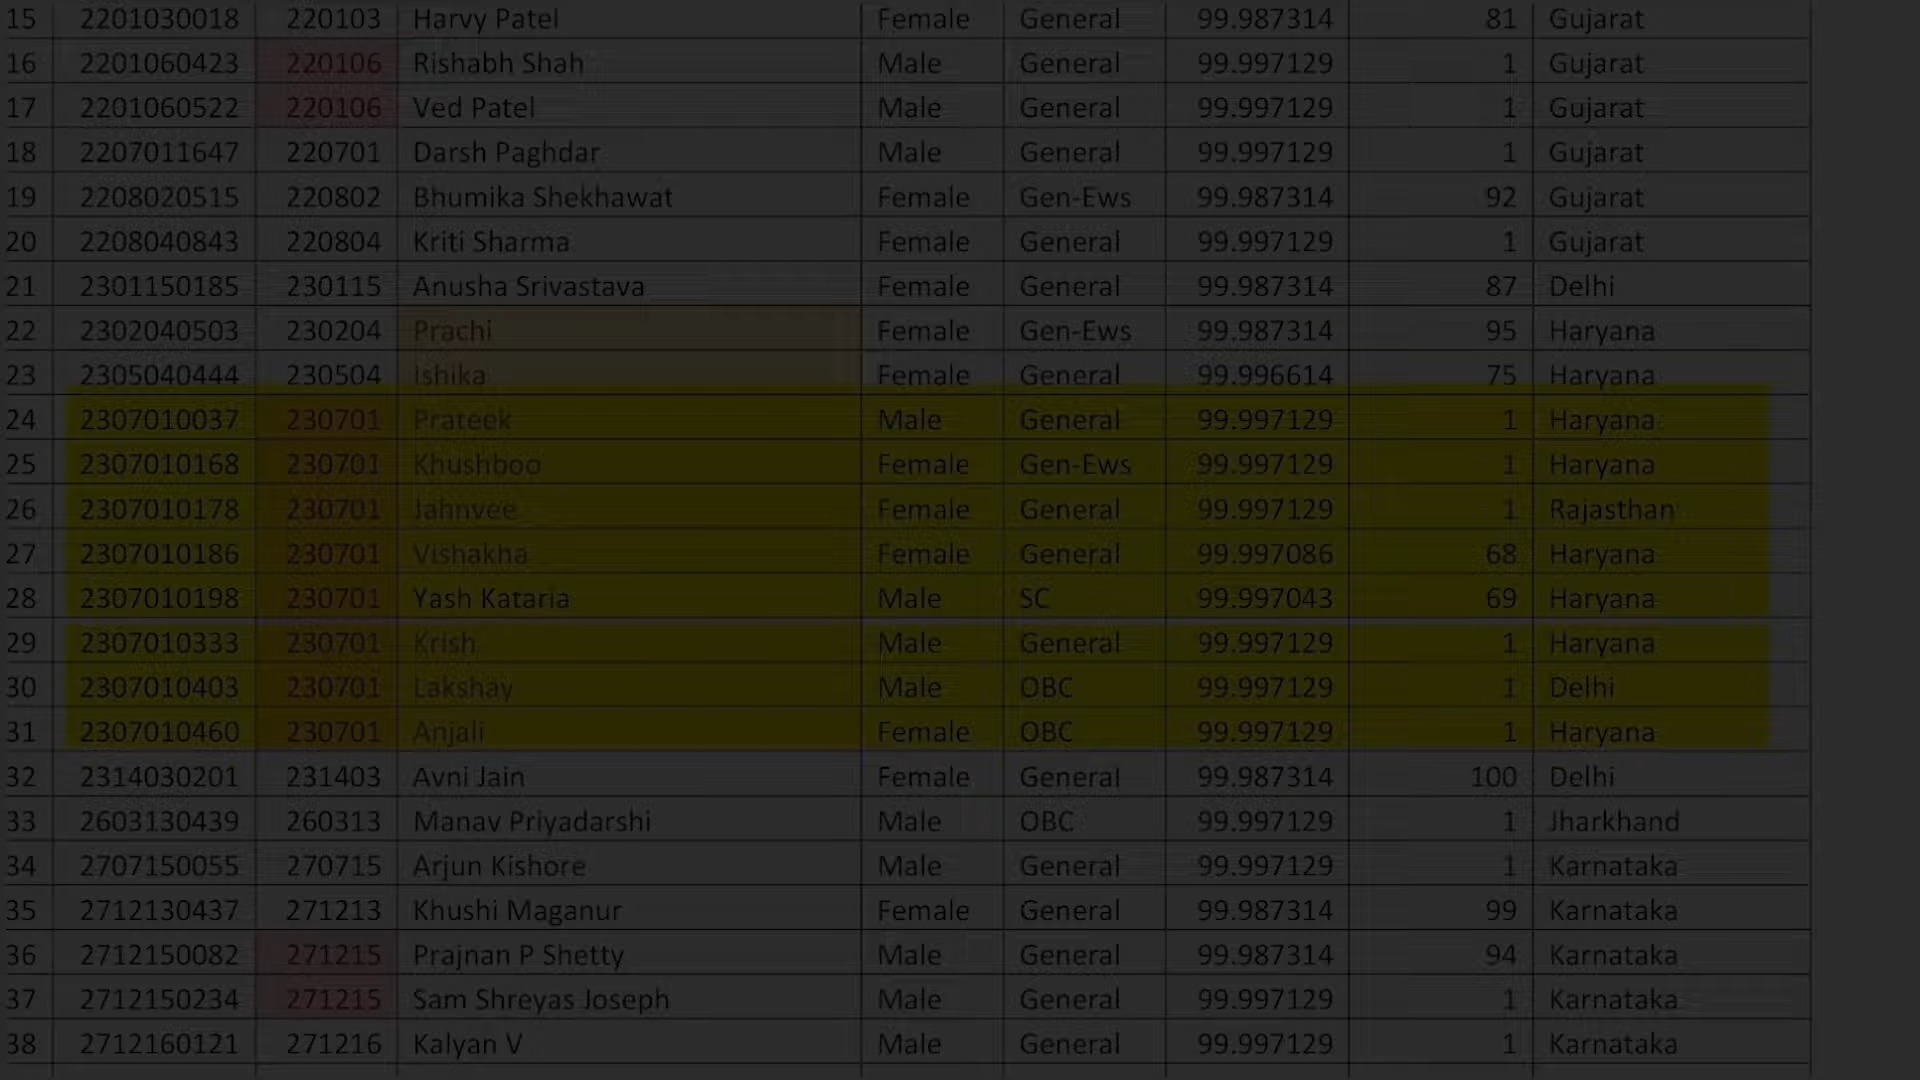 15 2201030018 220103 Harvy Patel Female General 99.987314 81 Gujarat
16 2201060423 220106 Rishabh Shah Male General 99.997129 1 Gujarat
17 2201060522 220106 Ved Patel Male General 99.997129 1 Gujarat
18 2207011647 220701 Darsh Paghdar Male General 99.997129 1 Gujarat
19 2208020515 220802 Bhumika Shekhawat Female Gen-Ews 99.987314 92 Gujarat
20 2208040843 220804 Kriti Sharma Female General 99.997129 1 Gujarat
21 2301150185 230115 Anusha Srivastava Female General 99.987314 87 Delhi
22 2302040503 230204 Prachi Female Gen-Ews 99.987314 95 Haryana
23 2305040444 230504 Ishika Female General 99.996614 75 Haryana
24 2307010037 230701 Prateek Male General 99.997129 1 Haryana
25 2307010168 230701 Khushboo Female Gen-Ews 99.997129 1 Haryana
26 2307010178 230701 Jahnvee Female General 99.997129 1 Rajasthan
27 2307010186 230701 Vishakha Female General 99.997086 68 Haryana
28 2307010198 230701 Yash Kataria Male SC 99.997043 69 Haryana
29 2307010333 230701 Krish Male General 99.997129 1 Haryana
30 2307010403 230701 Lakshay Male OBC 99.997129 1 Delhi
31 2307010460 230701 Anjali Female OBC 99.997129 1 Haryana
32 2314030201 231403 Avni Jain Female General 99.987314 100 Delhi
33 2603130439 260313 Manav Priyadarshi Male OBC 99.997129 1 Jharkhand
34 2707150055 270715 Arjun Kishore Male General 99.997129 1 Karnataka
35 2712130437 271213 Khushi Maganur Female General 99.987314 99 Karnataka
36 2712150082 271215 Prajnan P Shetty Male General 99.987314 94 Karnataka
37 2712150234 271215 Sam Shreyas Joseph Male General 99.997129 1 Karnataka
38 2712160121 271216 Kalyan V Male General 99.997129 1 Karnataka